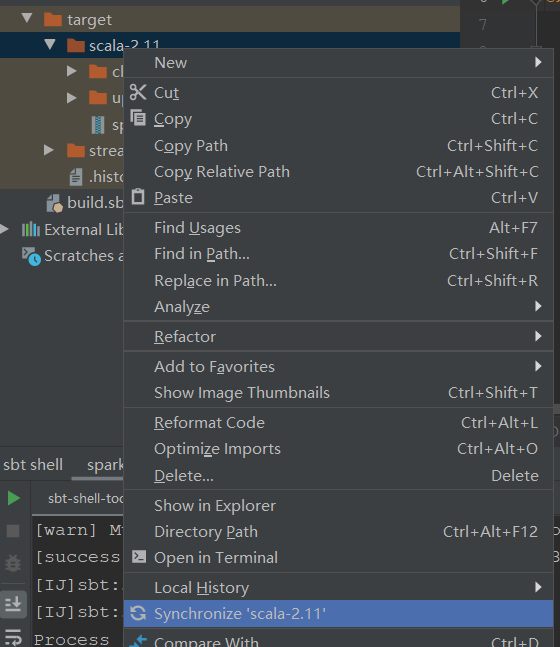 target
7
scala-2.11
New
Cut Ctrl+X
Copy Ctrl+C
Copy Path Ctrl+Shift+C
Copy Relative Path Ctrl+Alt+Shift+C
Paste Ctrl+V
strea
.histo
build.sb
External Lib
Scratches a
Find Usages Alt+F7
Find in Path... Ctrl+Shift+F
Replace in Path... Ctrl+Shift+R
Analyze
Refactor
Add to Favorites
Show Image Thumbnails Ctrl+Shift+T
Reformat Code Ctrl+Alt+L
Optimize Imports Ctrl+Alt+O
Delete... Delete
Show in Explorer
Directory Path Ctrl+Alt+F12
Open in Terminal
Local History
Synchronize 'scala-2.11'
Compare With... Ctrl+D
sbt shell spark
sbt-shell-too
[warn] Mu
[success
[IJ]sbt:
[IJ]sbt:
Process